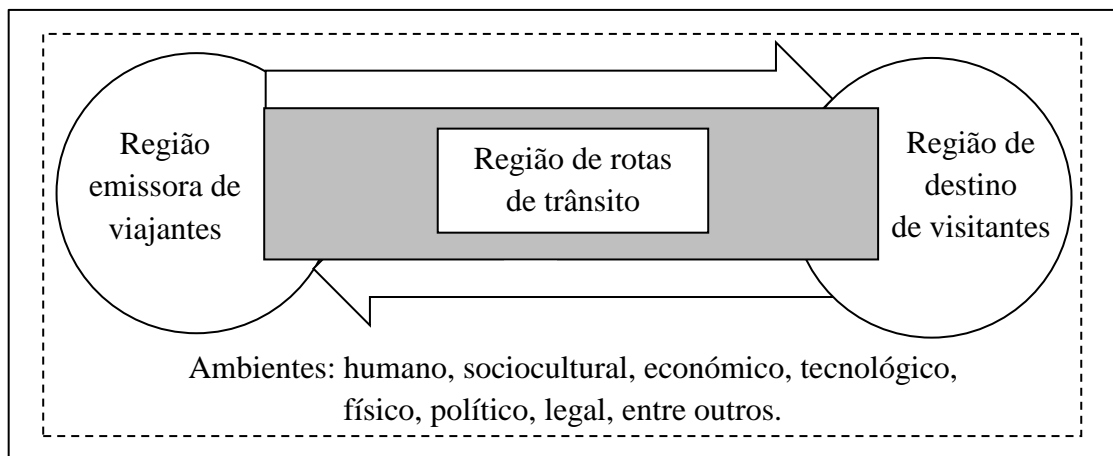 Região
emissora de
viajantes
Região de rotas
de trânsito
Região de
destino
de visitantes
Ambientes: humano, sociocultural, económico, tecnológico,
físico, político, legal, entre outros.